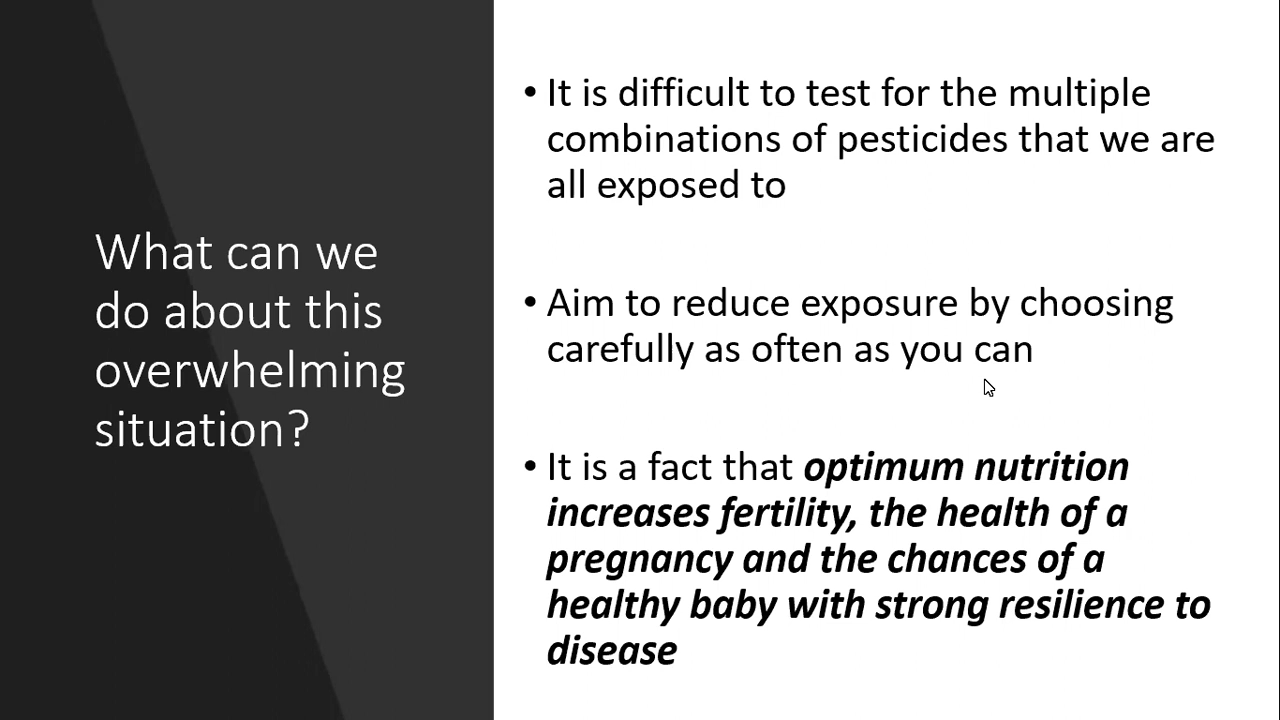 What can we
do about this
overwhelming
situation?
• It is difficult to test for the multiple
combinations of pesticides that we are
all exposed to
• Aim to reduce exposure by choosing
carefully as often as you can
• It is a fact that optimum nutrition
increases fertility, the health of a
pregnancy and the chances of a
healthy baby with strong resilience to
disease